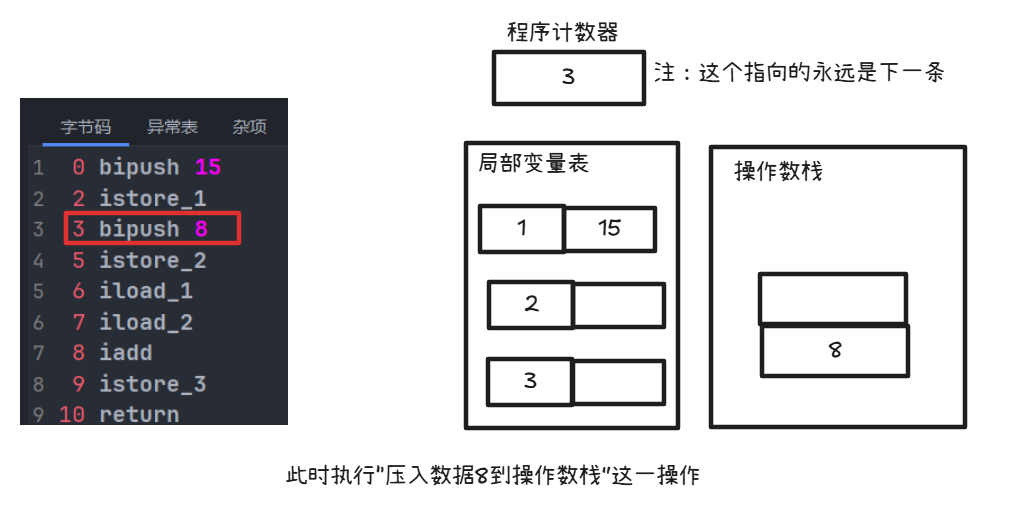 程序计数器
3
注：这个指向的永远是下一条
字节码 异常表 杂项
1 0 bipush 15
2 2 istore_1
3 3 bipush 8
4 5 istore_2
5 6 iload_1
6 7 iload_2
7 8 iadd
8 9 istore_3
9 10 return
局部变量表
1 15
2
3
操作数栈
8
此时执行"压入数据8到操作数栈"这一操作